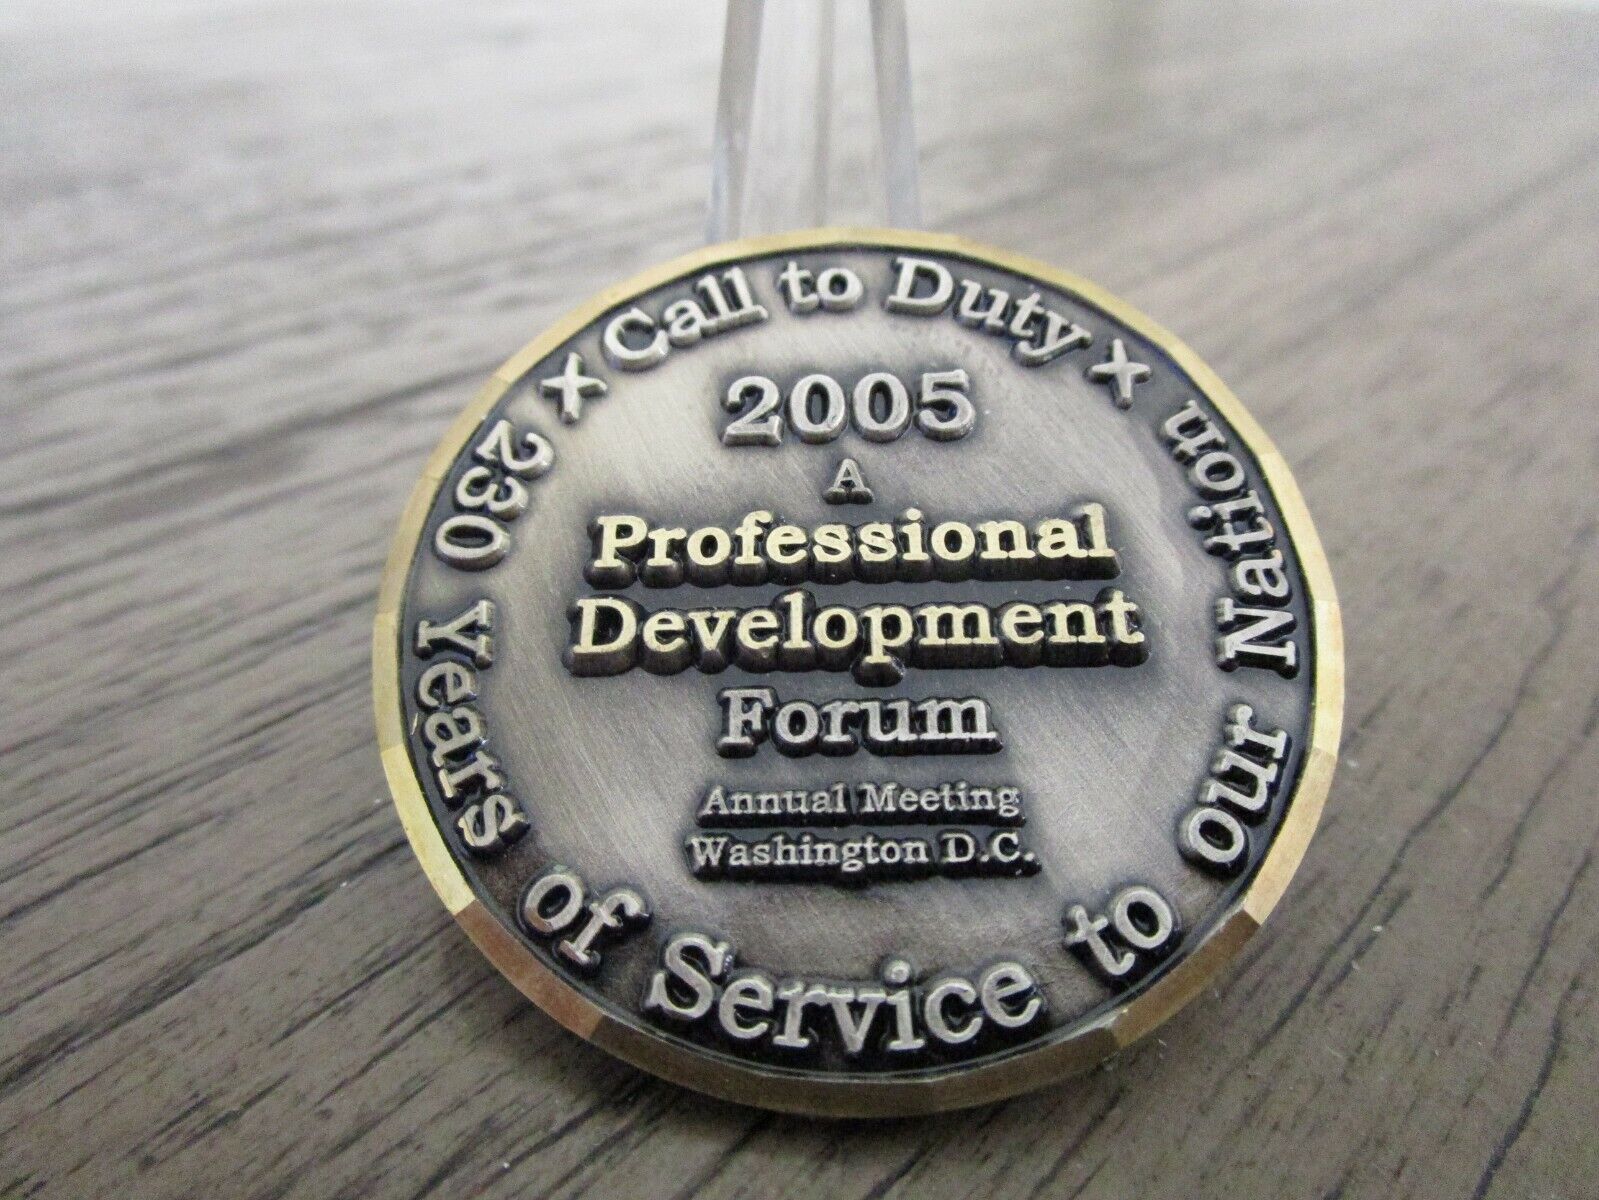 Call to Duty
230 Years of Service to our Nation
2005
A
Professional
Development
Forum
Annual Meeting
Washington D.C.